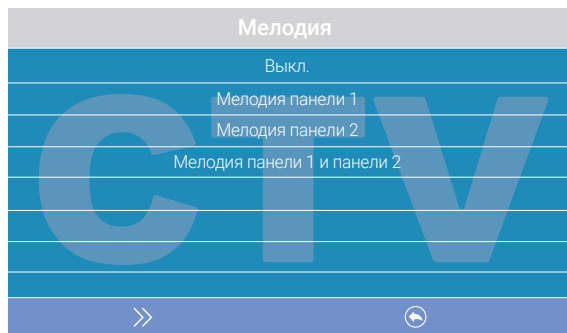 Мелодия
Выкл.
Мелодия панели 1
Мелодия панели 2
Мелодия панели 1 и панели 2
CTV